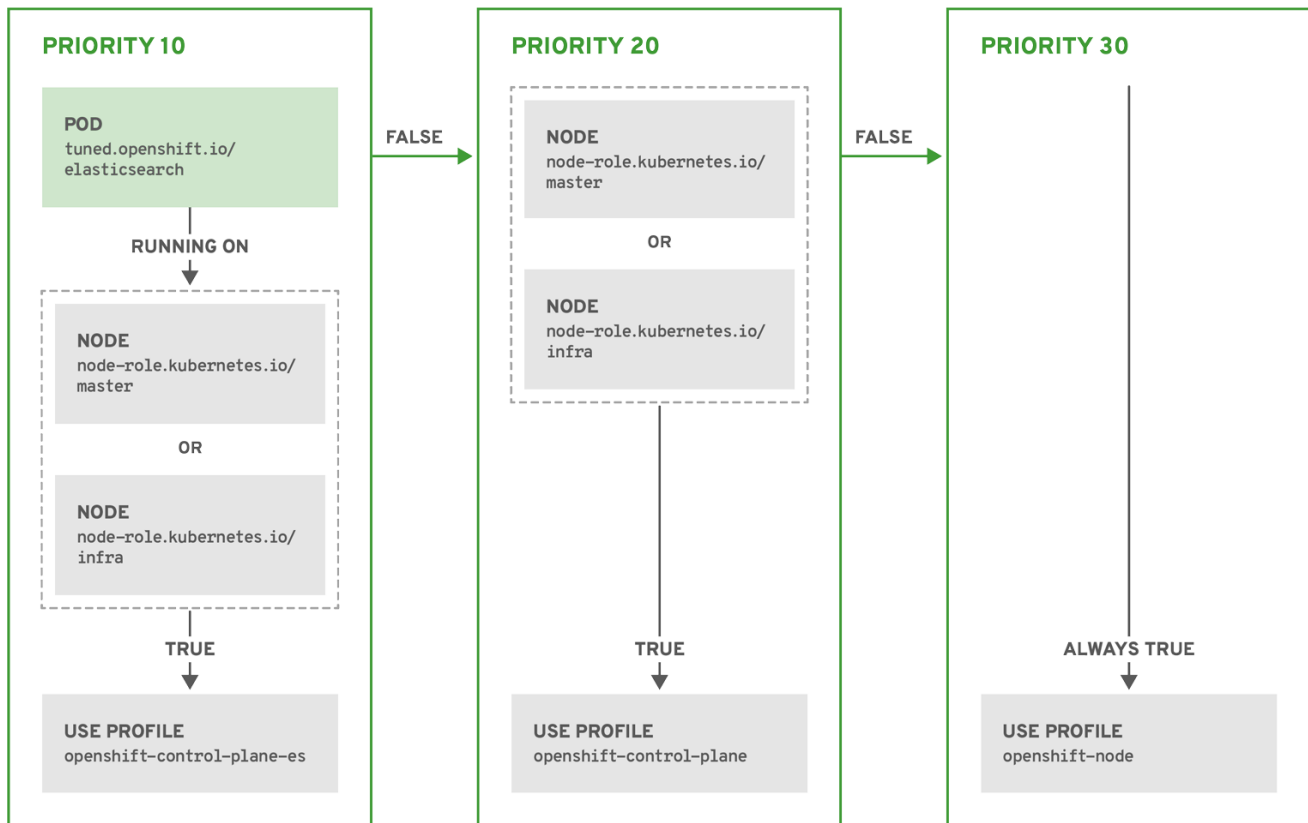 PRIORITY 10
POD
tuned.openshift.io/
elasticsearch
RUNNING ON
NODE
node-role.kubernetes.io/
master
OR
NODE
node-role.kubernetes.io/
infra
TRUE
USE PROFILE
openshift-control-plane-es
FALSE
PRIORITY 20
NODE
node-role.kubernetes.io/
master
OR
NODE
node-role.kubernetes.io/
infra
TRUE
USE PROFILE
openshift-control-plane
FALSE
PRIORITY 30
ALWAYS TRUE
USE PROFILE
openshift-node